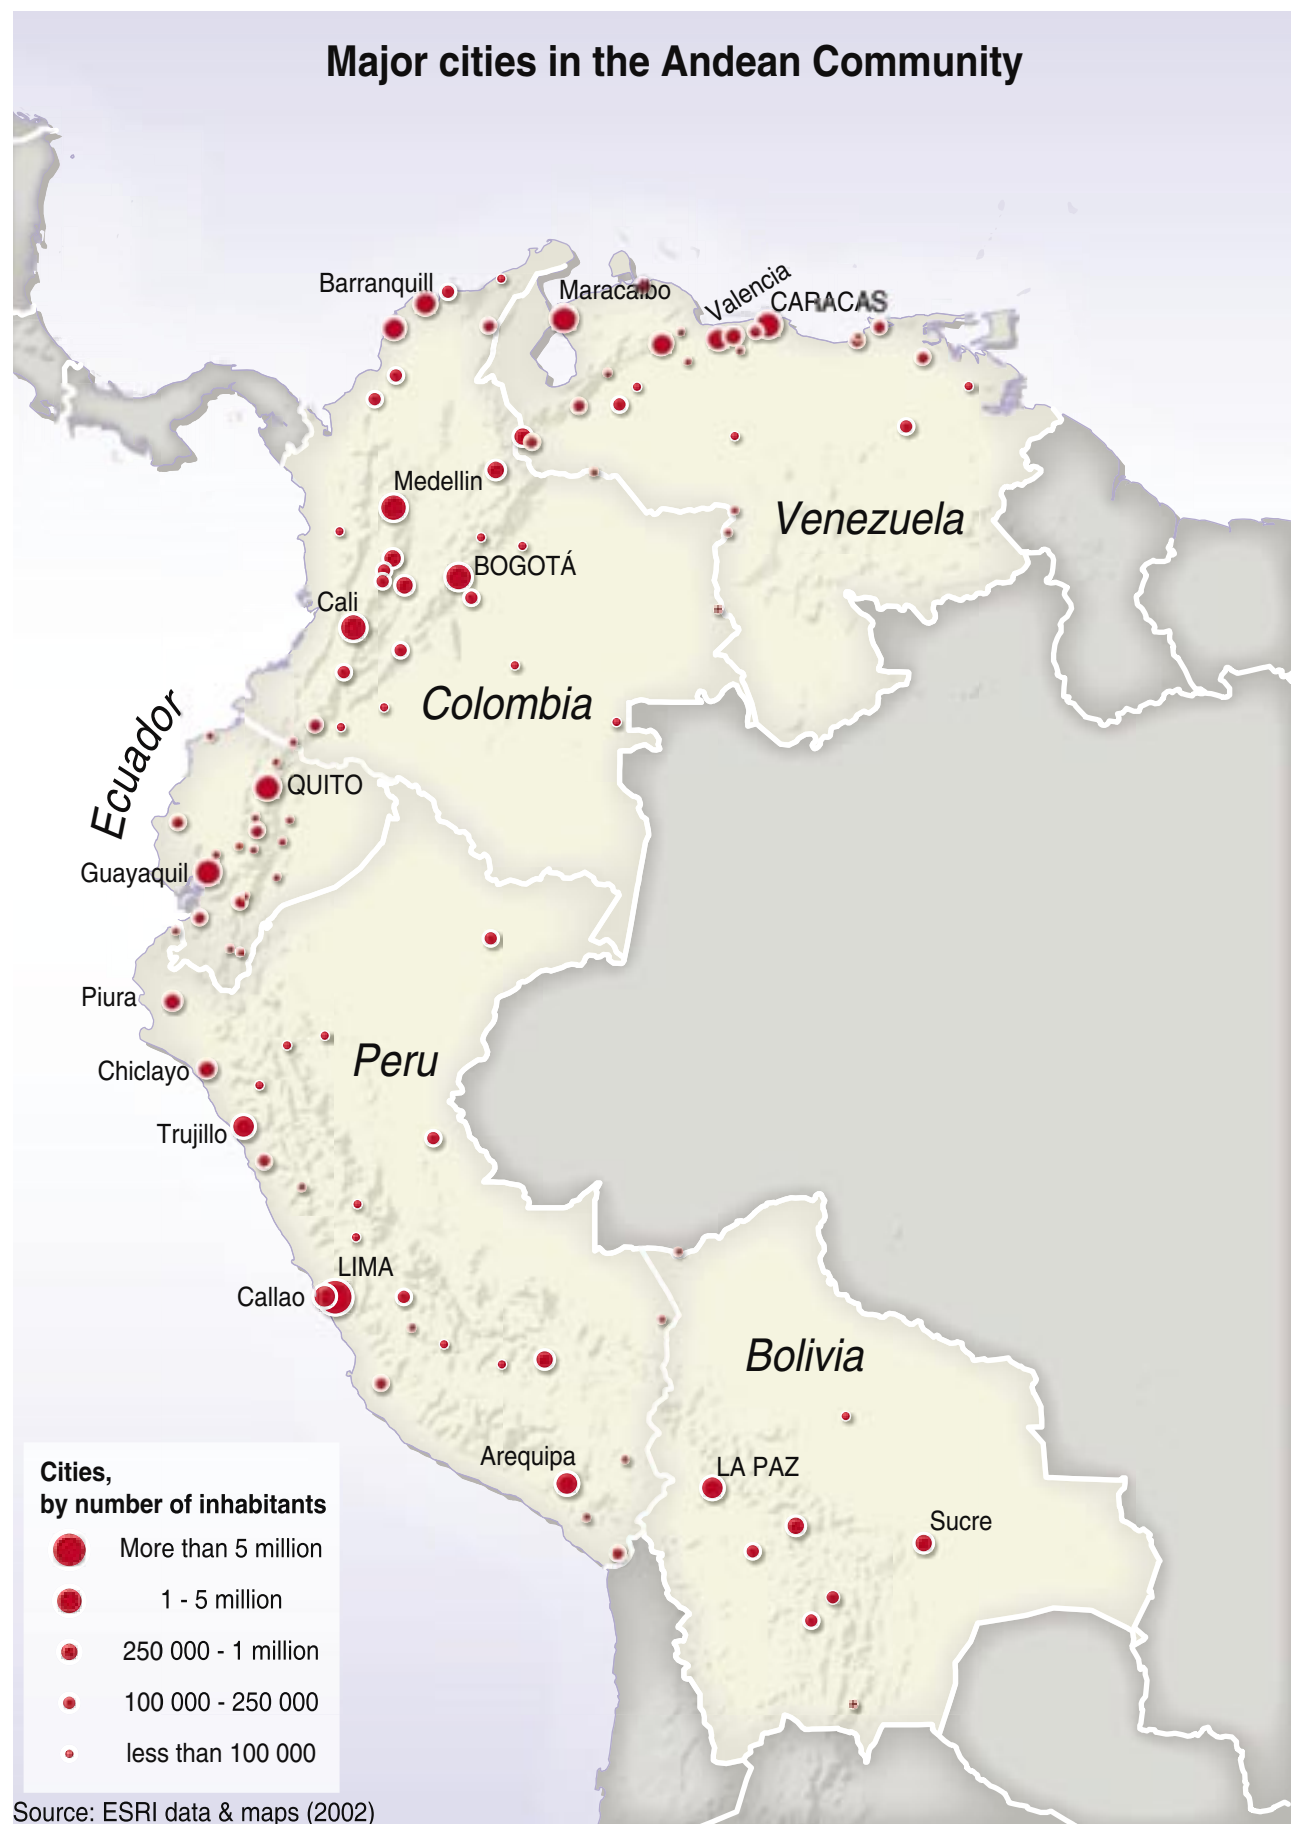 Major cities in the Andean Community
Barranquill
Maracaibo
Valencia
CARACAS
Medellin
Venezuela
BOGOTÁ
Cali
Colombia
Ecuador
QUITO
Guayaquil
Piura
Peru
Chiclayo
Trujillo
LIMA
Callao
Bolivia
Arequipa
LA PAZ
Sucre
Cities,
by number of inhabitants
More than 5 million
1 - 5 million
250 000 - 1 million
100 000 - 250 000
less than 100 000
Source: ESRI data & maps (2002)